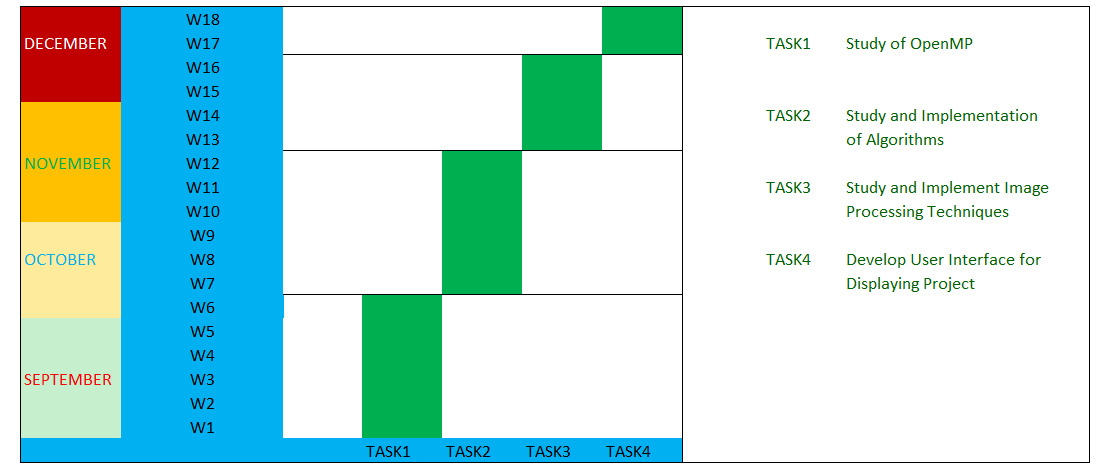 W18
DECEMBER W17 TASK1 Study of OpenMP
W16
W15
W14 TASK2 Study and Implementation
W13 of Algorithms
NOVEMBER W12
W11 TASK3 Study and Implement Image
W10 Processing Techniques
W9
OCTOBER W8 TASK4 Develop User Interface for
W7 Displaying Project
W6
W5
W4
SEPTEMBER W3
W2
W1
TASK1 TASK2 TASK3 TASK4